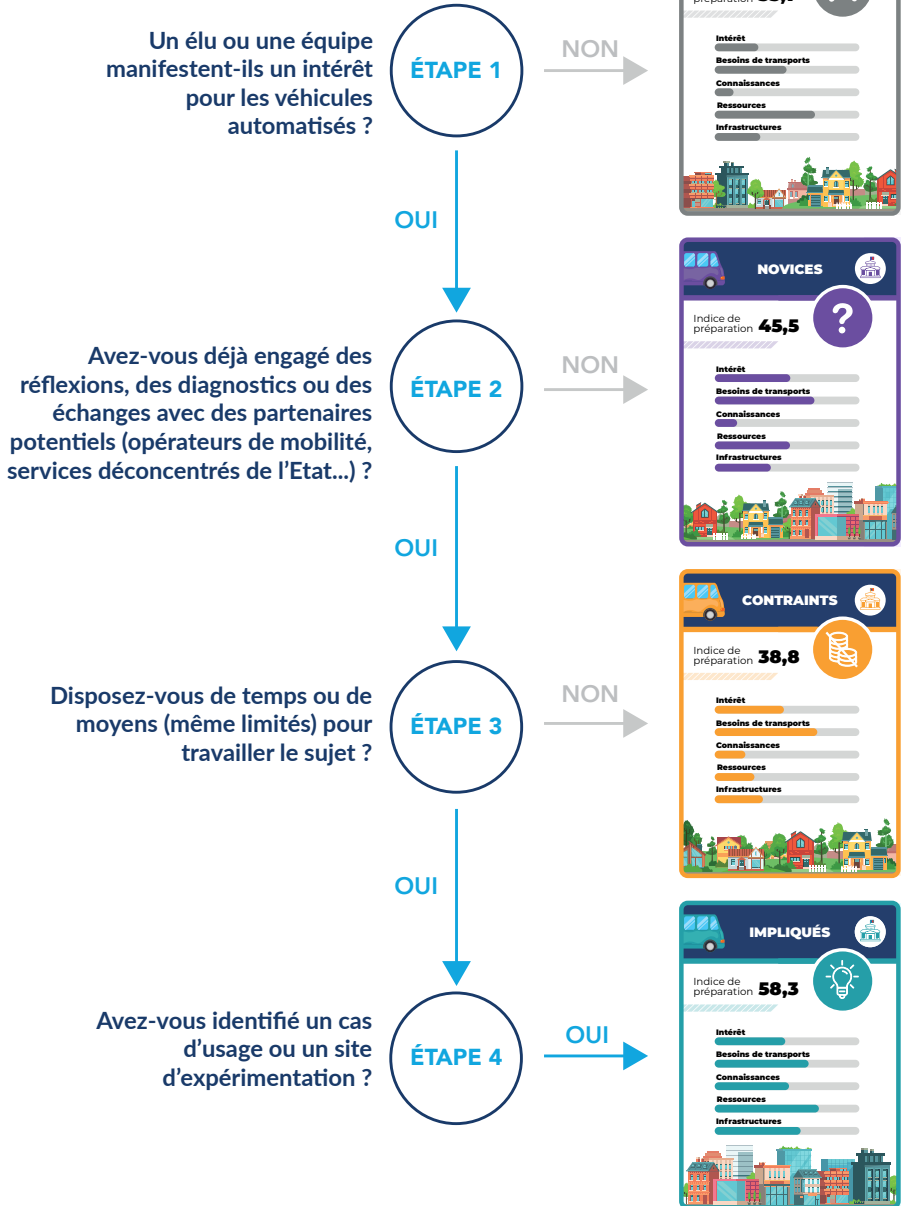 Un élu ou une équipe
manifestent-ils un intérêt
pour les véhicules
automatisés ?
ÉTAPE 1
NON
Intérêt
Besoins de transports
Connaissances
Ressources
Infrastructures
OUI
Avez-vous déjà engagé des
réflexions, des diagnostics ou des
échanges avec des partenaires
potentiels (opérateurs de mobilité,
services déconcentrés de l'Etat...) ?
ÉTAPE 2
NON
NOVICES
Indice de
préparation 45,5
?
Intérêt
Besoins de transports
Connaissances
Ressources
Infrastructures
OUI
Disposez-vous de temps ou de
moyens (même limités) pour
travailler le sujet ?
ÉTAPE 3
NON
CONTRAINTS
Indice de
préparation 38,8
Intérêt
Besoins de transports
Connaissances
Ressources
Infrastructures
OUI
Avez-vous identifié un cas
d'usage ou un site
d'expérimentation ?
ÉTAPE 4
OUI
IMPLIQUÉS
Indice de
préparation 58,3
Intérêt
Besoins de transports
Connaissances
Ressources
Infrastructures